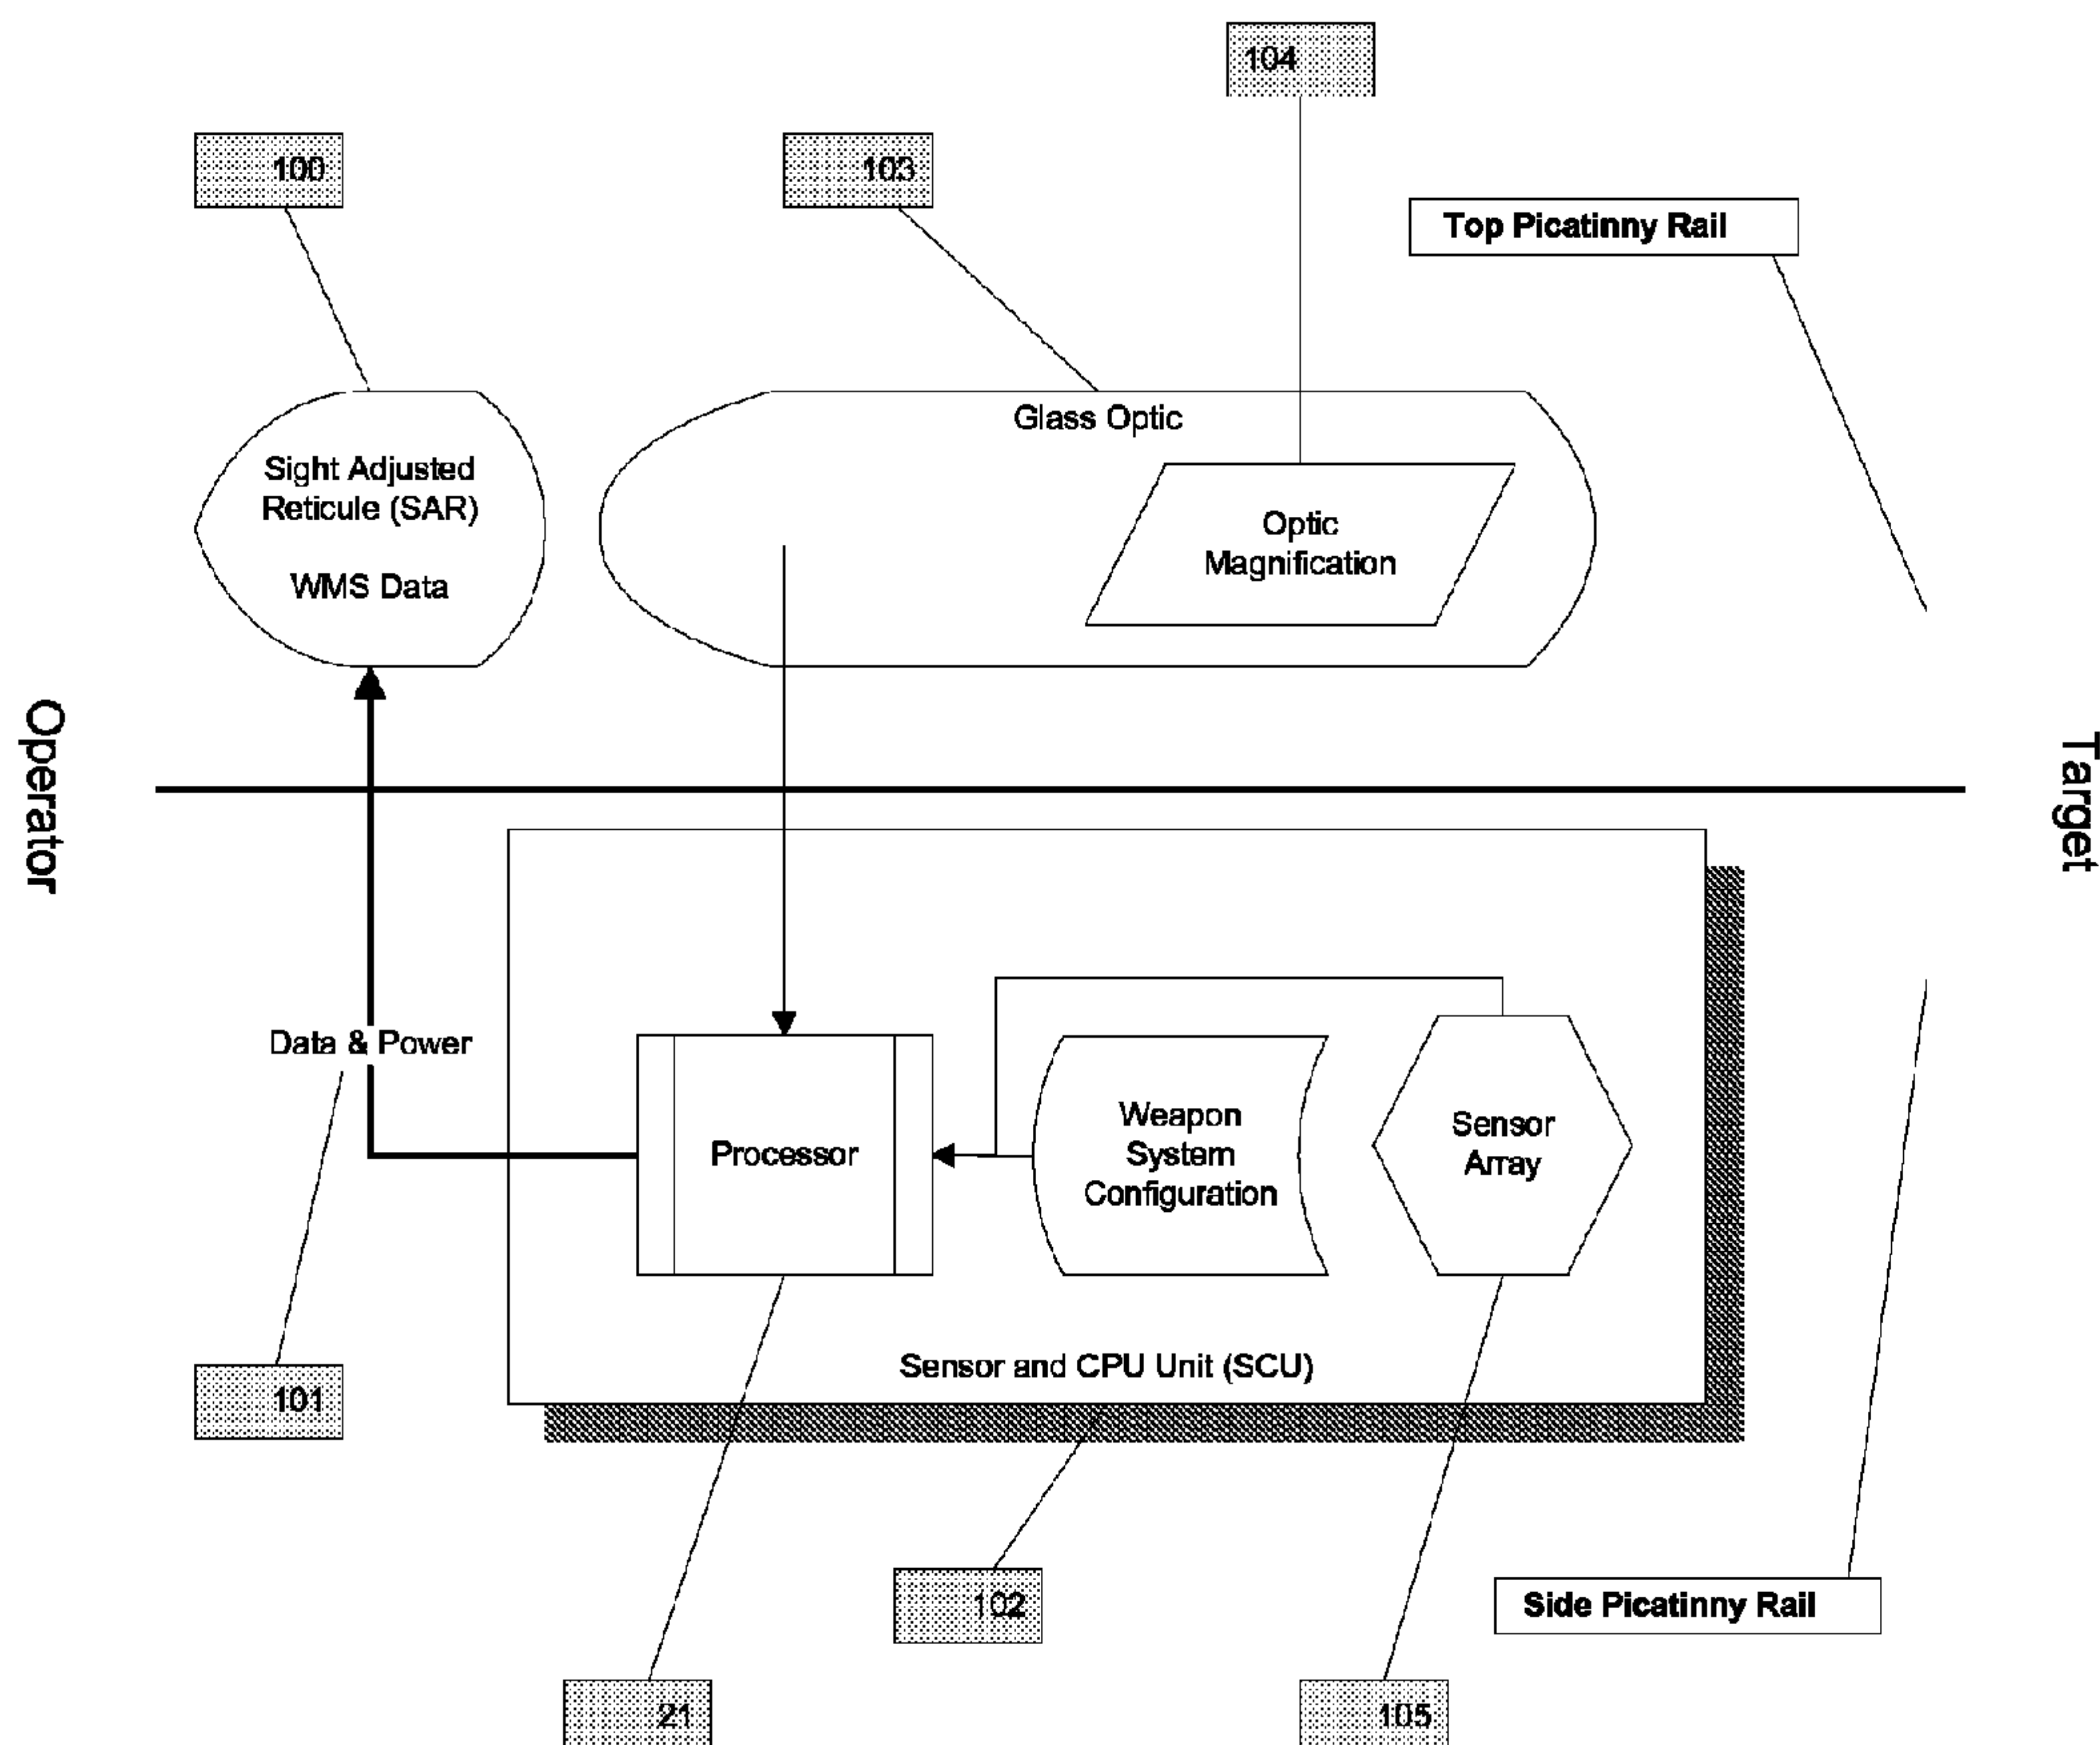 104
100
103
Top Picatinny Rail
Glass Optic
Sight Adjusted
Reticule (SAR)
WMS Data
Optic
Magnification
Operator
Target
Data & Power
Processor
Weapon
System
Configuration
Sensor
Array
Sensor and CPU Unit (SCU)
101
102
Side Picatinny Rail
21
105